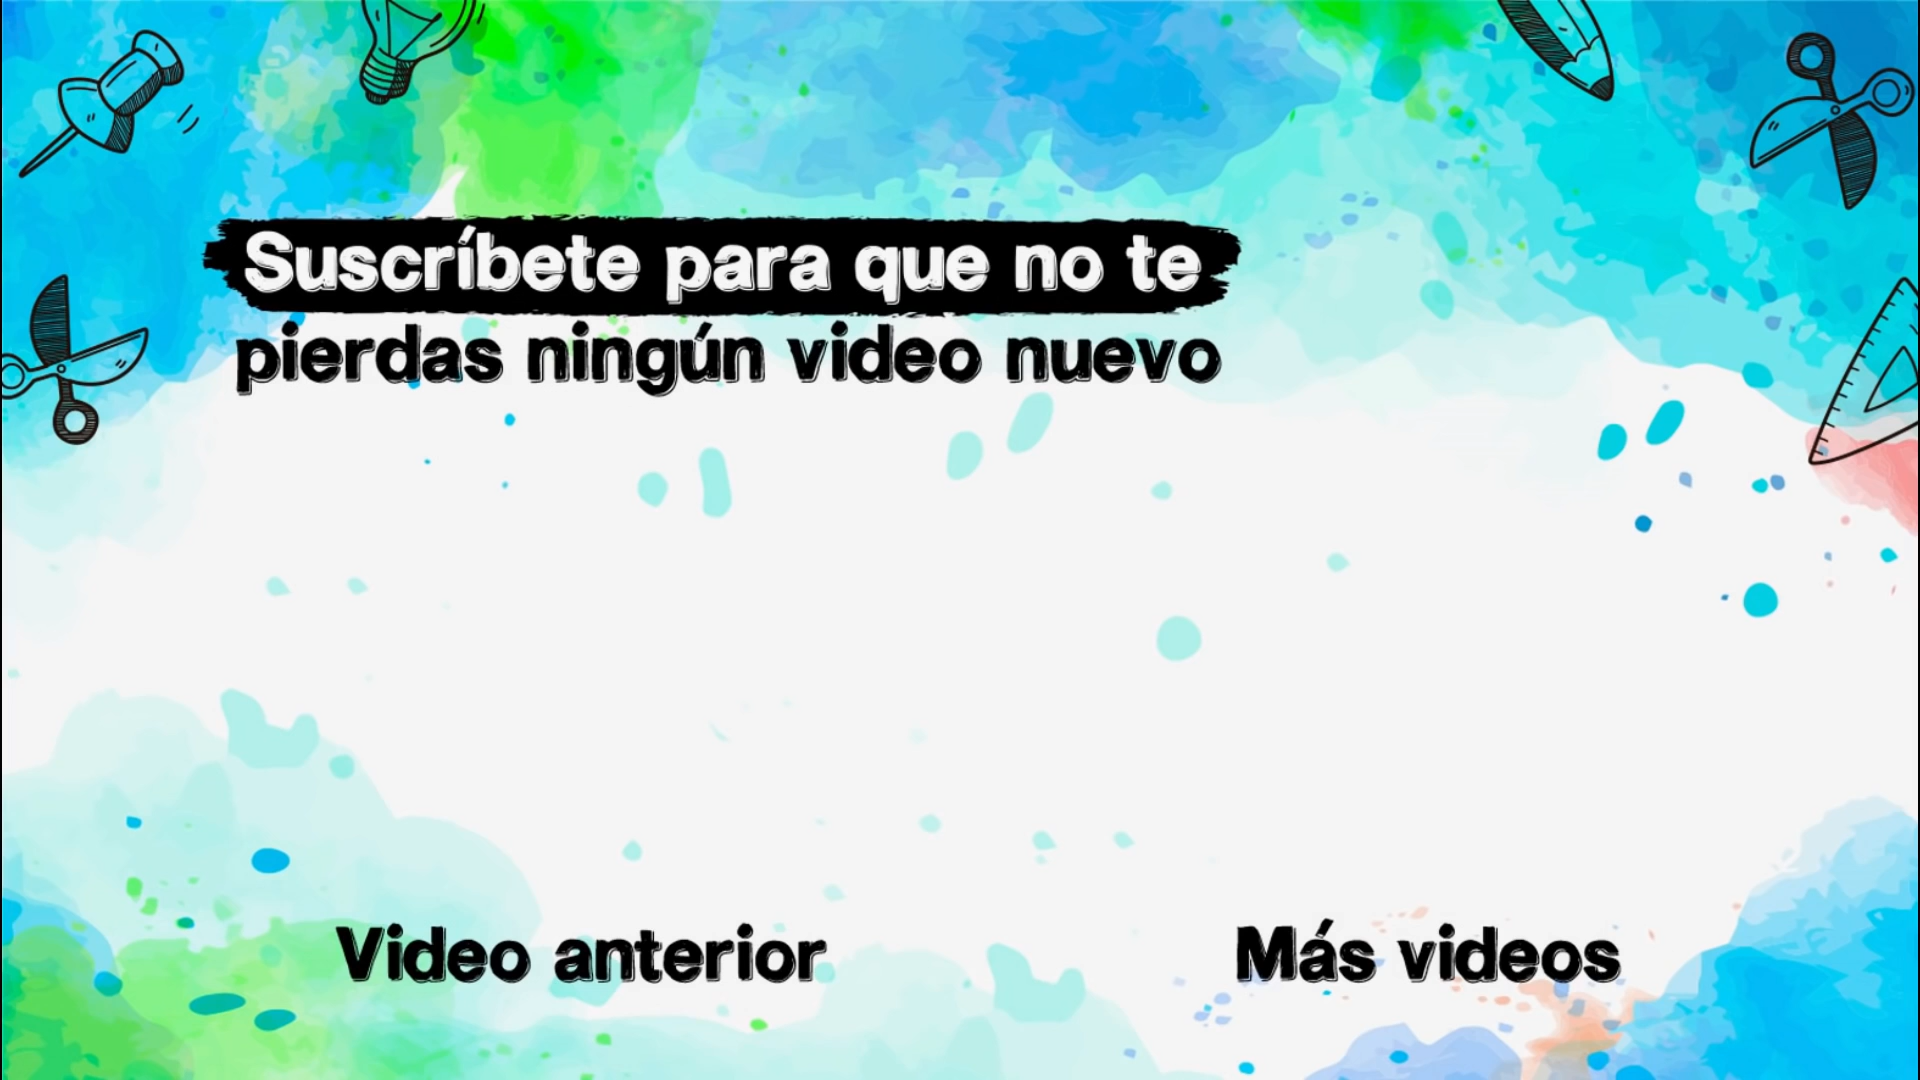 Suscríbete para que no te
pierdas ningún video nuevo
Video anterior
Más videos